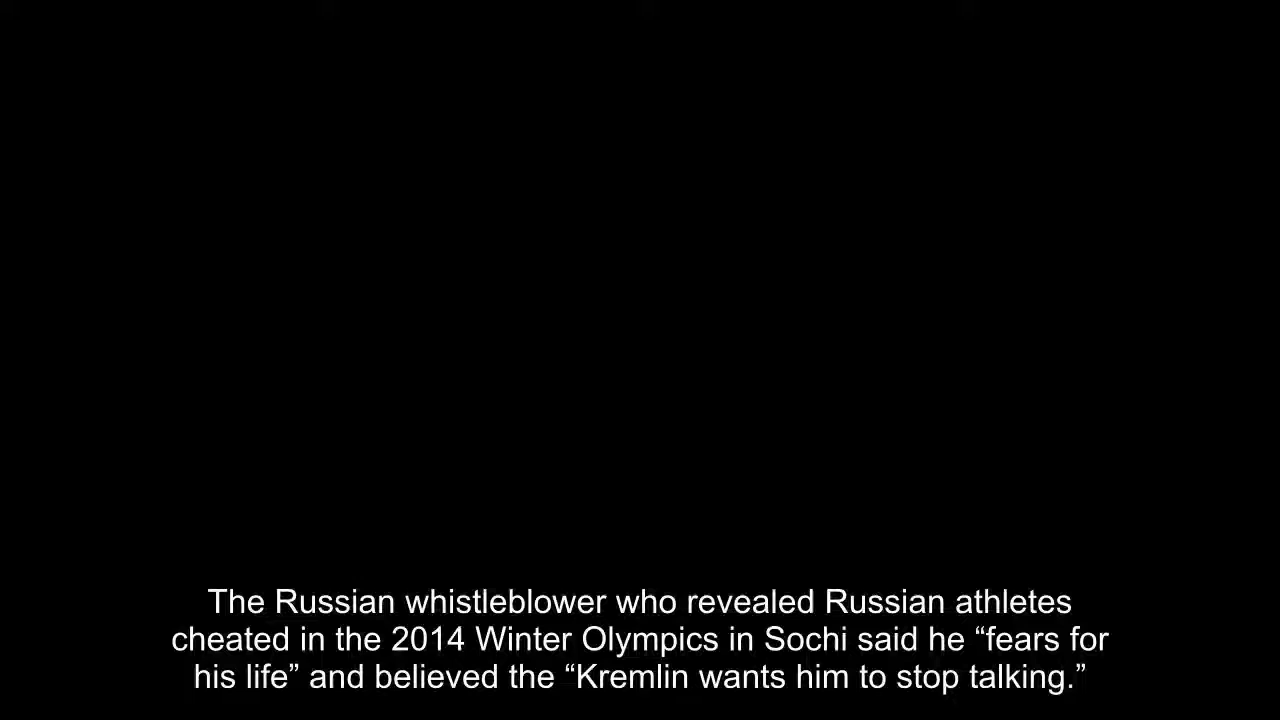 The Russian whistleblower who revealed Russian athletes
cheated in the 2014 Winter Olympics in Sochi said he “fears for
his life” and believed the “Kremlin wants him to stop talking.”